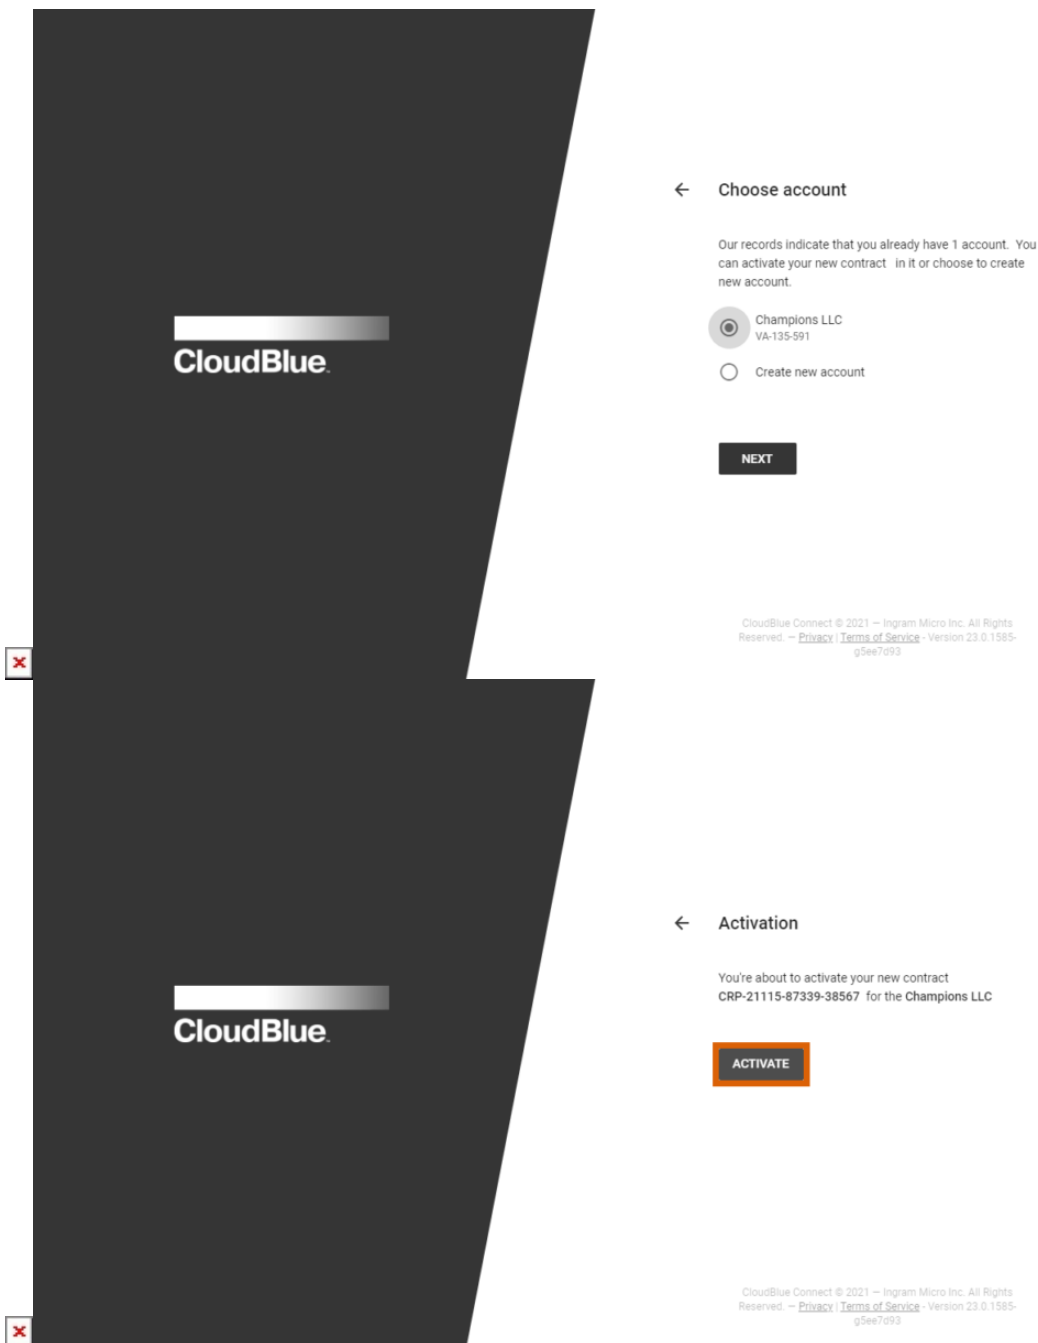 Choose account
Our records indicate that you already have 1 account. You
can activate your new contract in it or choose to create
new account.
Champions LLC
VA-135-591
CloudBlue
Create new account
NEXT
CloudBlue Connect © 2021 — Ingram Micro Inc. All Rights
Reserved. — Privacy | Terms of Service - Version 23.0.1585-
g5ee7d93
Activation
You're about to activate your new contract
CRP-21115-87339-38567 for the Champions LLC
CloudBlue
ACTIVATE
CloudBlue Connect © 2021 — Ingram Micro Inc. All Rights
Reserved. — Privacy | Terms of Service - Version 23.0.1585-
g5ee7d93